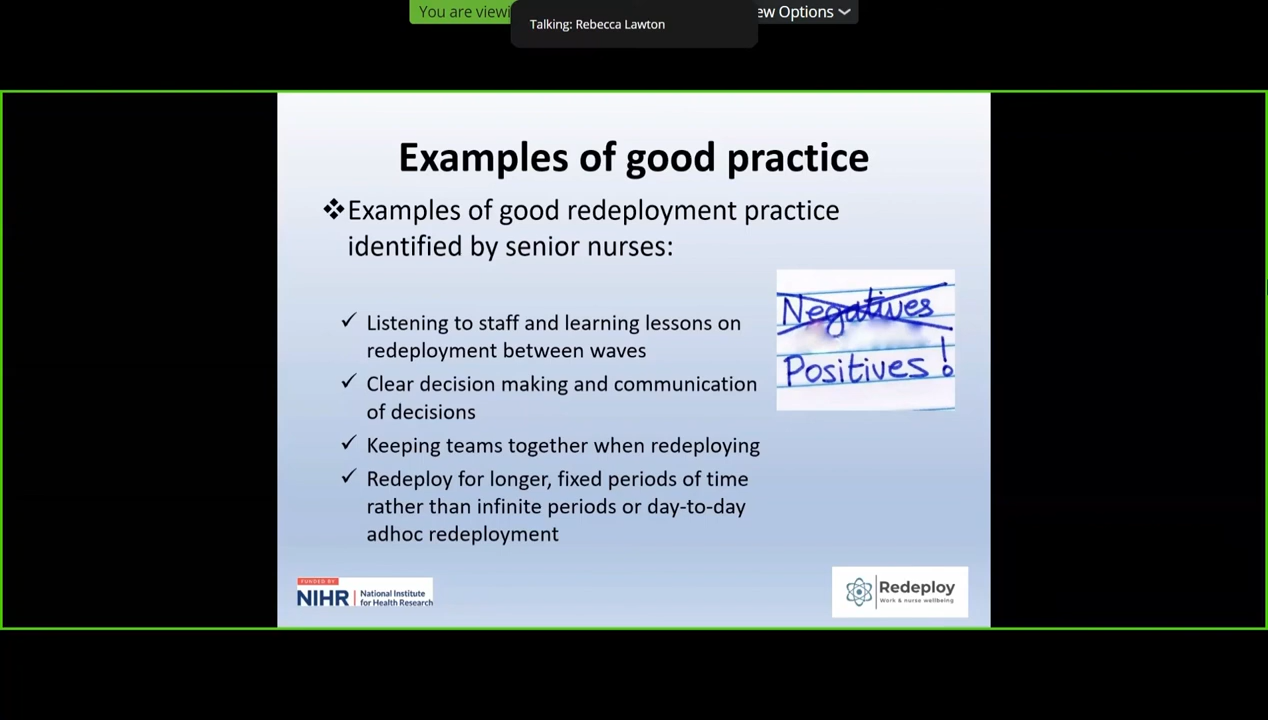 You are viewi
Talking: Rebecca Lawton
ew Options
Examples of good practice
❖Examples of good redeployment practice
identified by senior nurses:
Negatives
Positives!
✓ Listening to staff and learning lessons on
redeployment between waves
✓ Clear decision making and communication
of decisions
✓ Keeping teams together when redeploying
✓ Redeploy for longer, fixed periods of time
rather than infinite periods or day-to-day
adhoc redeployment
FUNDED BY
NIHR | National Institute
for Health Research
Redeploy
Work & nurse wellbeing